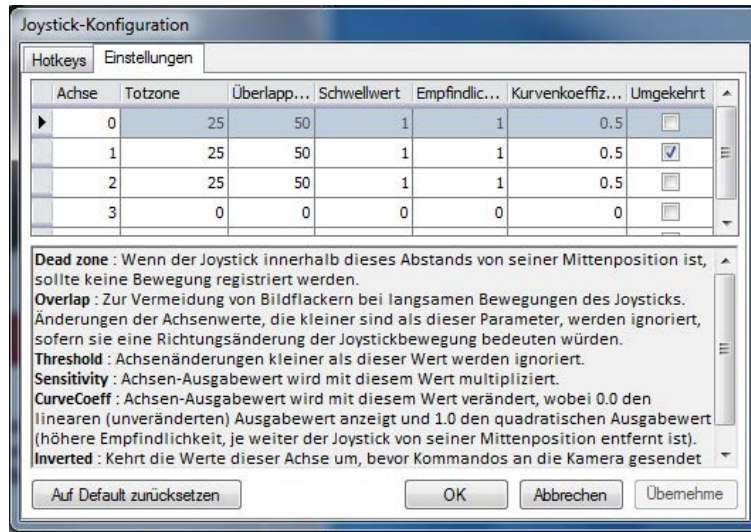 Joystick-Konfiguration
Hotkeys Einstellungen
Achse Totzone Überlapp... Schwellwert Empfindlic... Kurvenkoeffiz... Umgekehrt
0 25 50 1 1 0.5
1 25 50 1 1 0.5
2 25 50 1 1 0.5
3 0 0 0 0 0
Dead zone : Wenn der Joystick innerhalb dieses Abstands von seiner Mittenposition ist,
sollte keine Bewegung registriert werden.
Overlap : Zur Vermeidung von Bildflackern bei langsamen Bewegungen des Joysticks.
Änderungen der Achsenwerte, die kleiner sind als dieser Parameter, werden ignoriert,
sofern sie eine Richtungsänderung der Joystickbewegung bedeuten würden.
Threshold : Achsenänderungen kleiner als dieser Wert werden ignoriert.
Sensitivity : Achsen-Ausgabewert wird mit diesem Wert multipliziert.
CurveCoeff : Achsen-Ausgabewert wird mit diesem Wert verändert, wobei 0.0 den
linearen (unveränderten) Ausgabewert anzeigt und 1.0 den quadratischen Ausgabewert
(höhere Empfindlichkeit, je weiter der Joystick von seiner Mittenposition entfernt ist).
Inverted : Kehrt die Werte dieser Achse um, bevor Kommandos an die Kamera gesendet
Auf Default zurücksetzen OK Abbrechen Übernehme